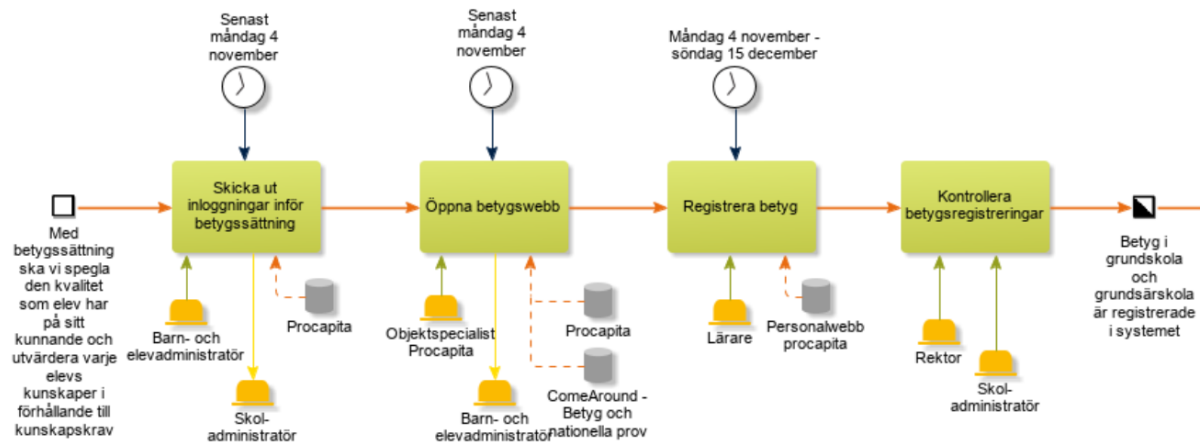 Senast
måndag 4
november
Senast
måndag 4
november
Måndag 4 november -
söndag 15 december
Skicka ut
inloggningar inför
betygssättning
Öppna betygswebb
Registrera betyg
Kontrollera
betygsregistreringar
Med
betygssättning
ska vi spegla
den kvalitet
som elev har
på sitt
kunnande och
utvärdera varje
elevs
kunskaper i
förhållande till
kunskapskrav
Barn- och
elevadministratör
Procapita
Skol-
administratör
Objektspecialist
Procapita
Procapita
Barn- och
elevadministratör
ComeAround -
Betyg och
nationella prov
Lärare
Personalwebb
procapita
Rektor
Skol-
administratör
Betyg i
grundskola
och
grundsärskola
är registrerade
i systemet